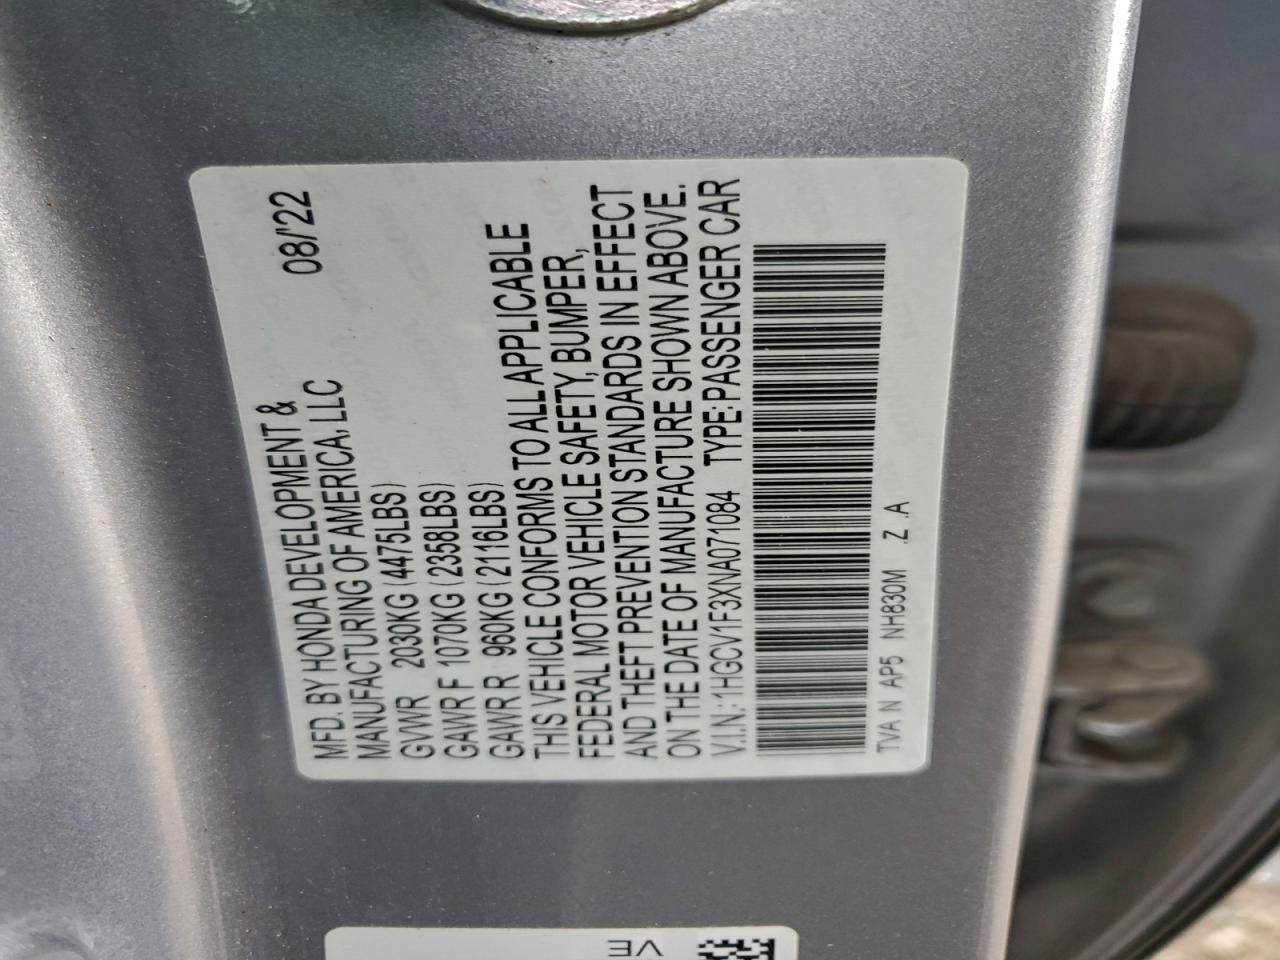 MFD. BY HONDA DEVELOPMENT & 08/'22
MANUFACTURING OF AMERICA, LLC
GVWR 2030KG (4475LBS)
GAWR F 1070KG (2358LBS)
GAWR R 960KG (2116LBS)
THIS VEHICLE CONFORMS TO ALL APPLICABLE
FEDERAL MOTOR VEHICLE SAFETY, BUMPER,
AND THEFT PREVENTION STANDARDS IN EFFECT
ON THE DATE OF MANUFACTURE SHOWN ABOVE.
V.I.N.:1HGCV1F3XNA071084 TYPE:PASSENGER CAR
TVA N AP5 NH830M .Z .A
VE